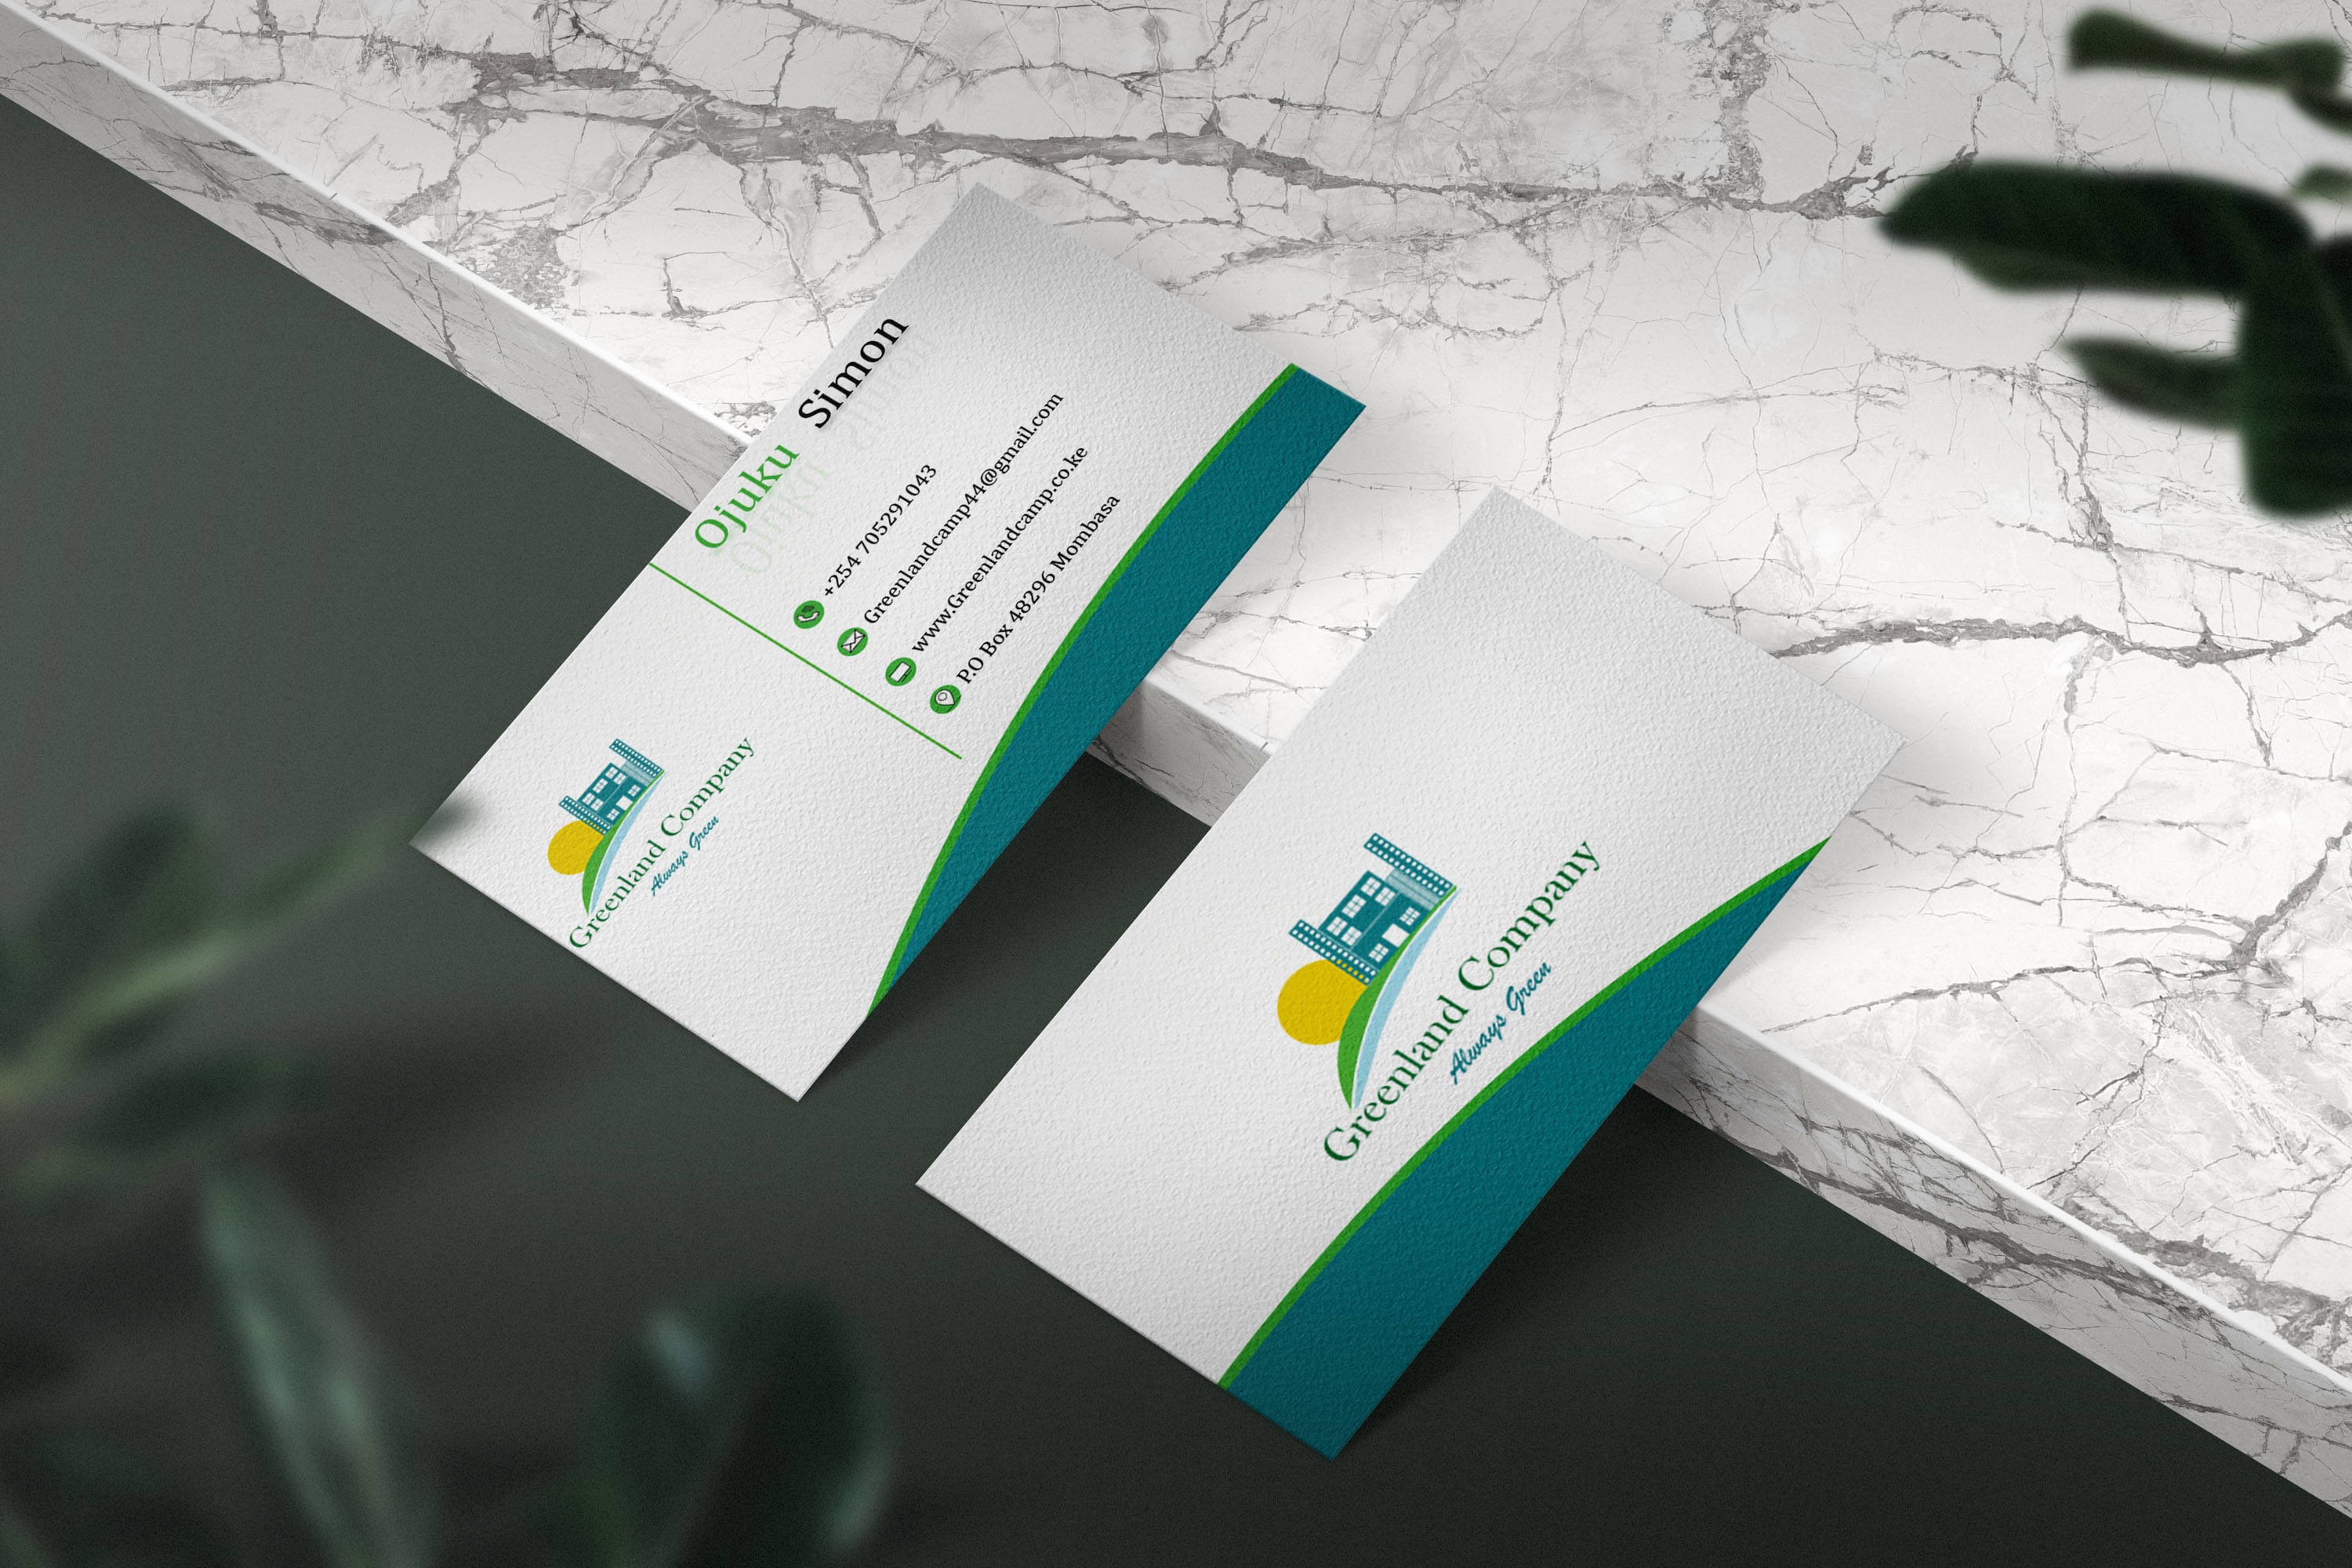 Ojuku Simon
+254 705291043
Greenlandcamp44@gmail.com
www.Greenlandcamp.co.ke
P.O Box 48296 Mombasa
Greenland Company
Always Green
Greenland Company
Always Green